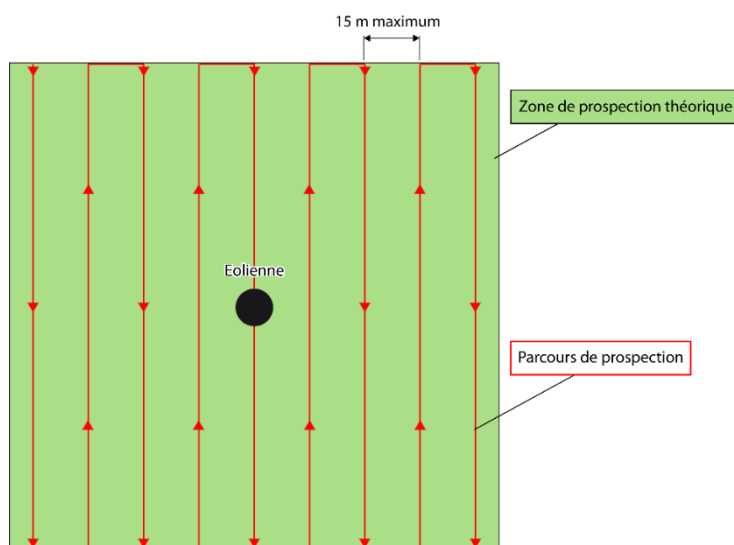 15 m maximum
Zone de prospection théorique
Eolienne
Parcours de prospection